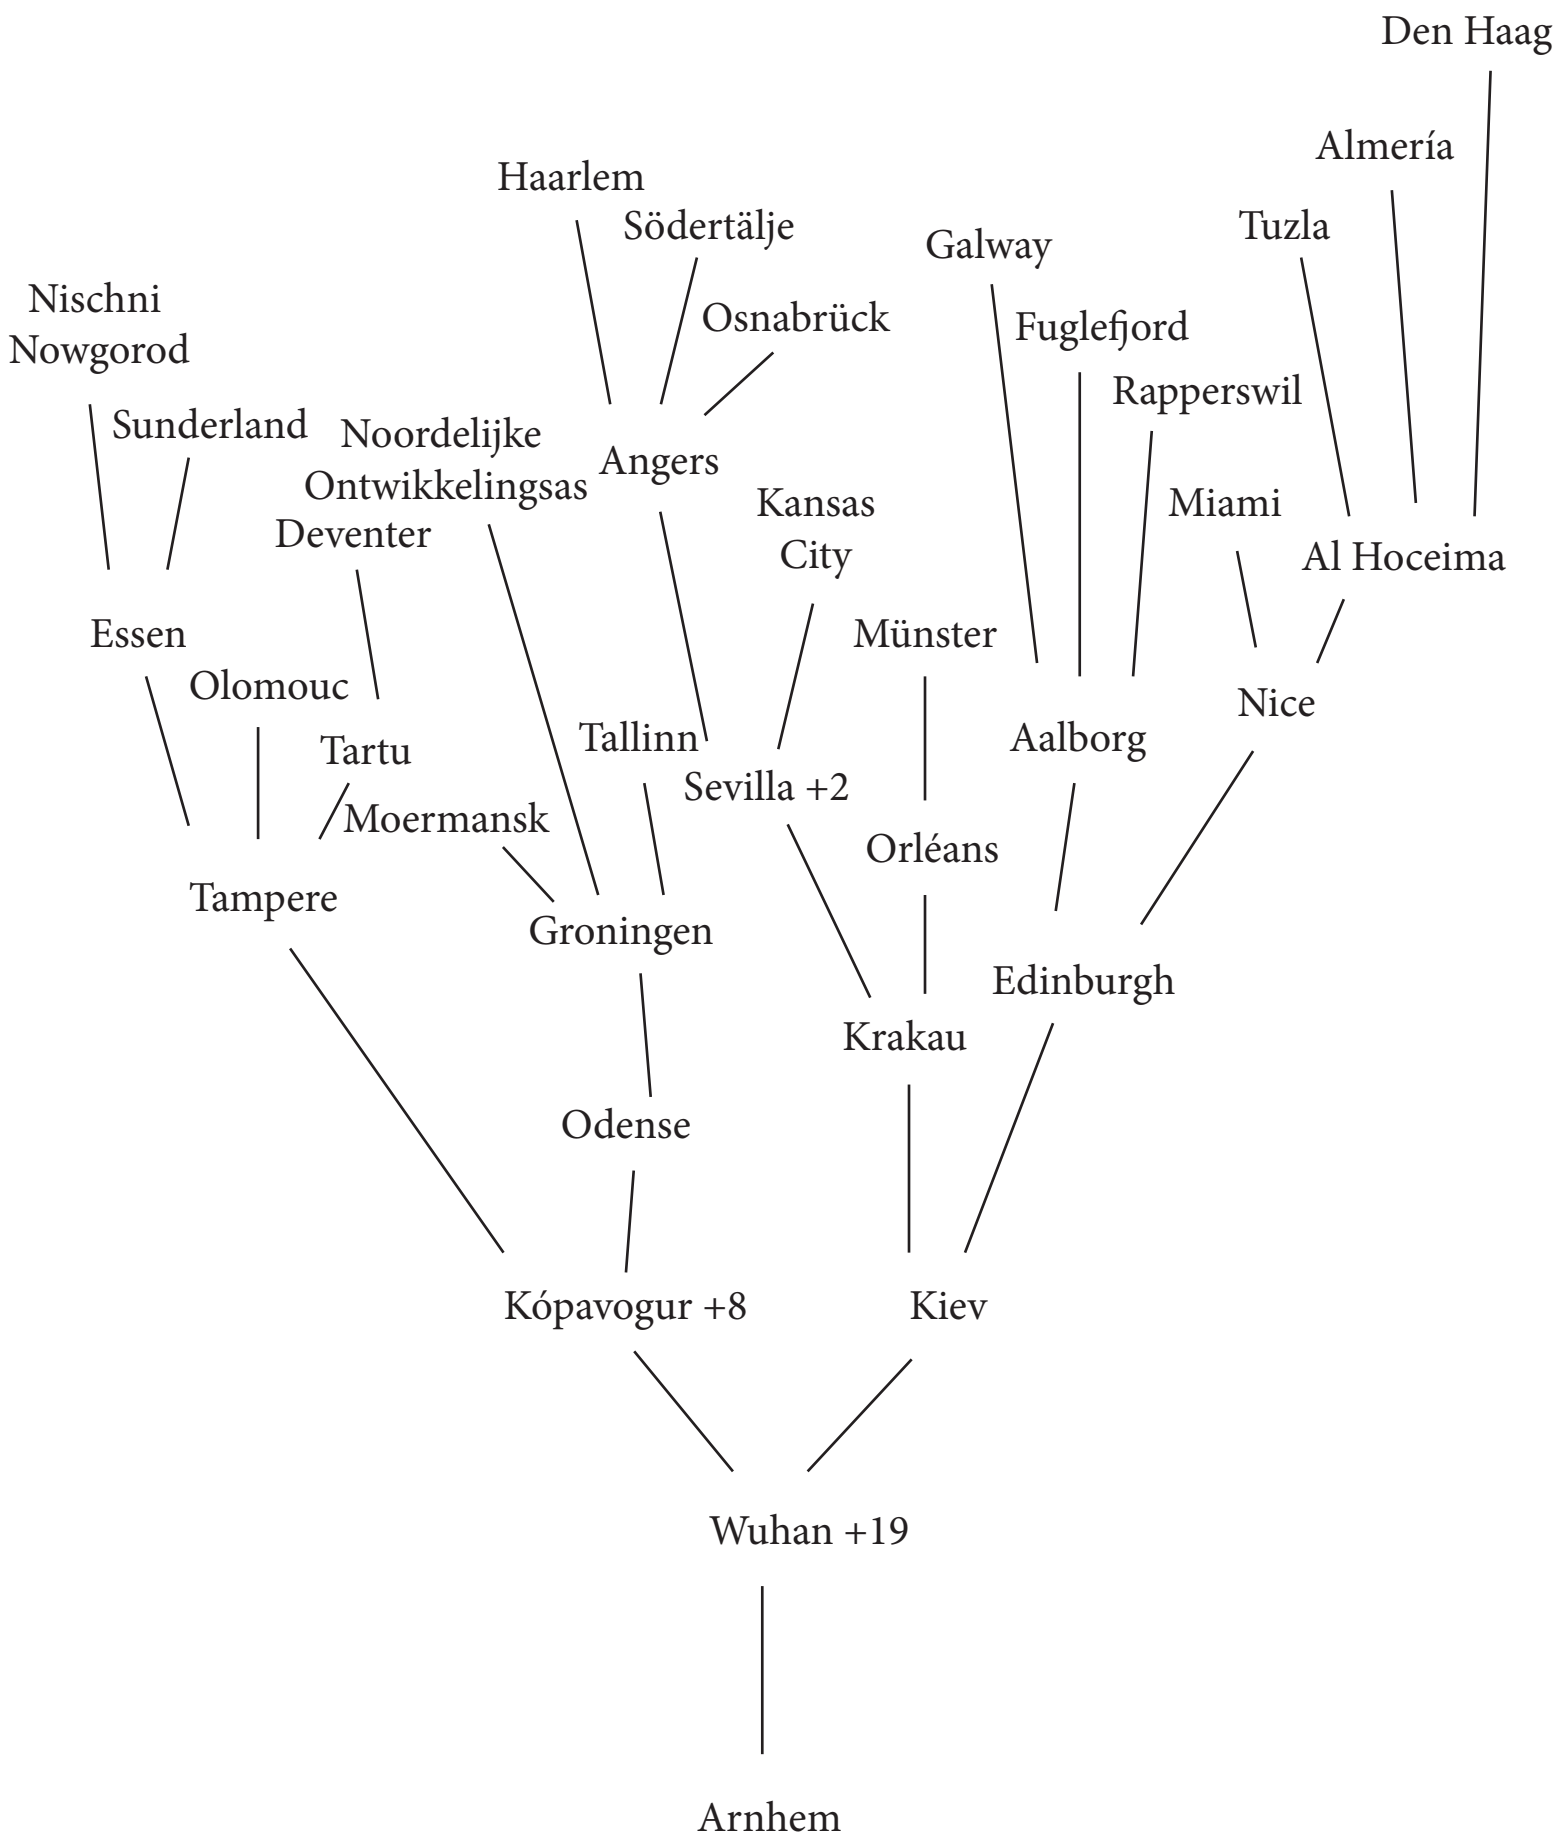 Den Haag
Almería
Haarlem
Södertälje
Tuzla
Galway
Nischni
Nowgorod
Osnabrück
Fuglefjord
Rapperswil
Sunderland
Noordelijke
Ontwikkelingsas
Angers
Kansas
City
Miami
Deventer
Al Hoceima
Essen
Münster
Olomouc
Nice
Tartu
Tallinn
Aalborg
Sevilla +2
Moermansk
Orléans
Tampere
Groningen
Edinburgh
Krakau
Odense
Kópavogur +8
Kiev
Wuhan +19
Arnhem